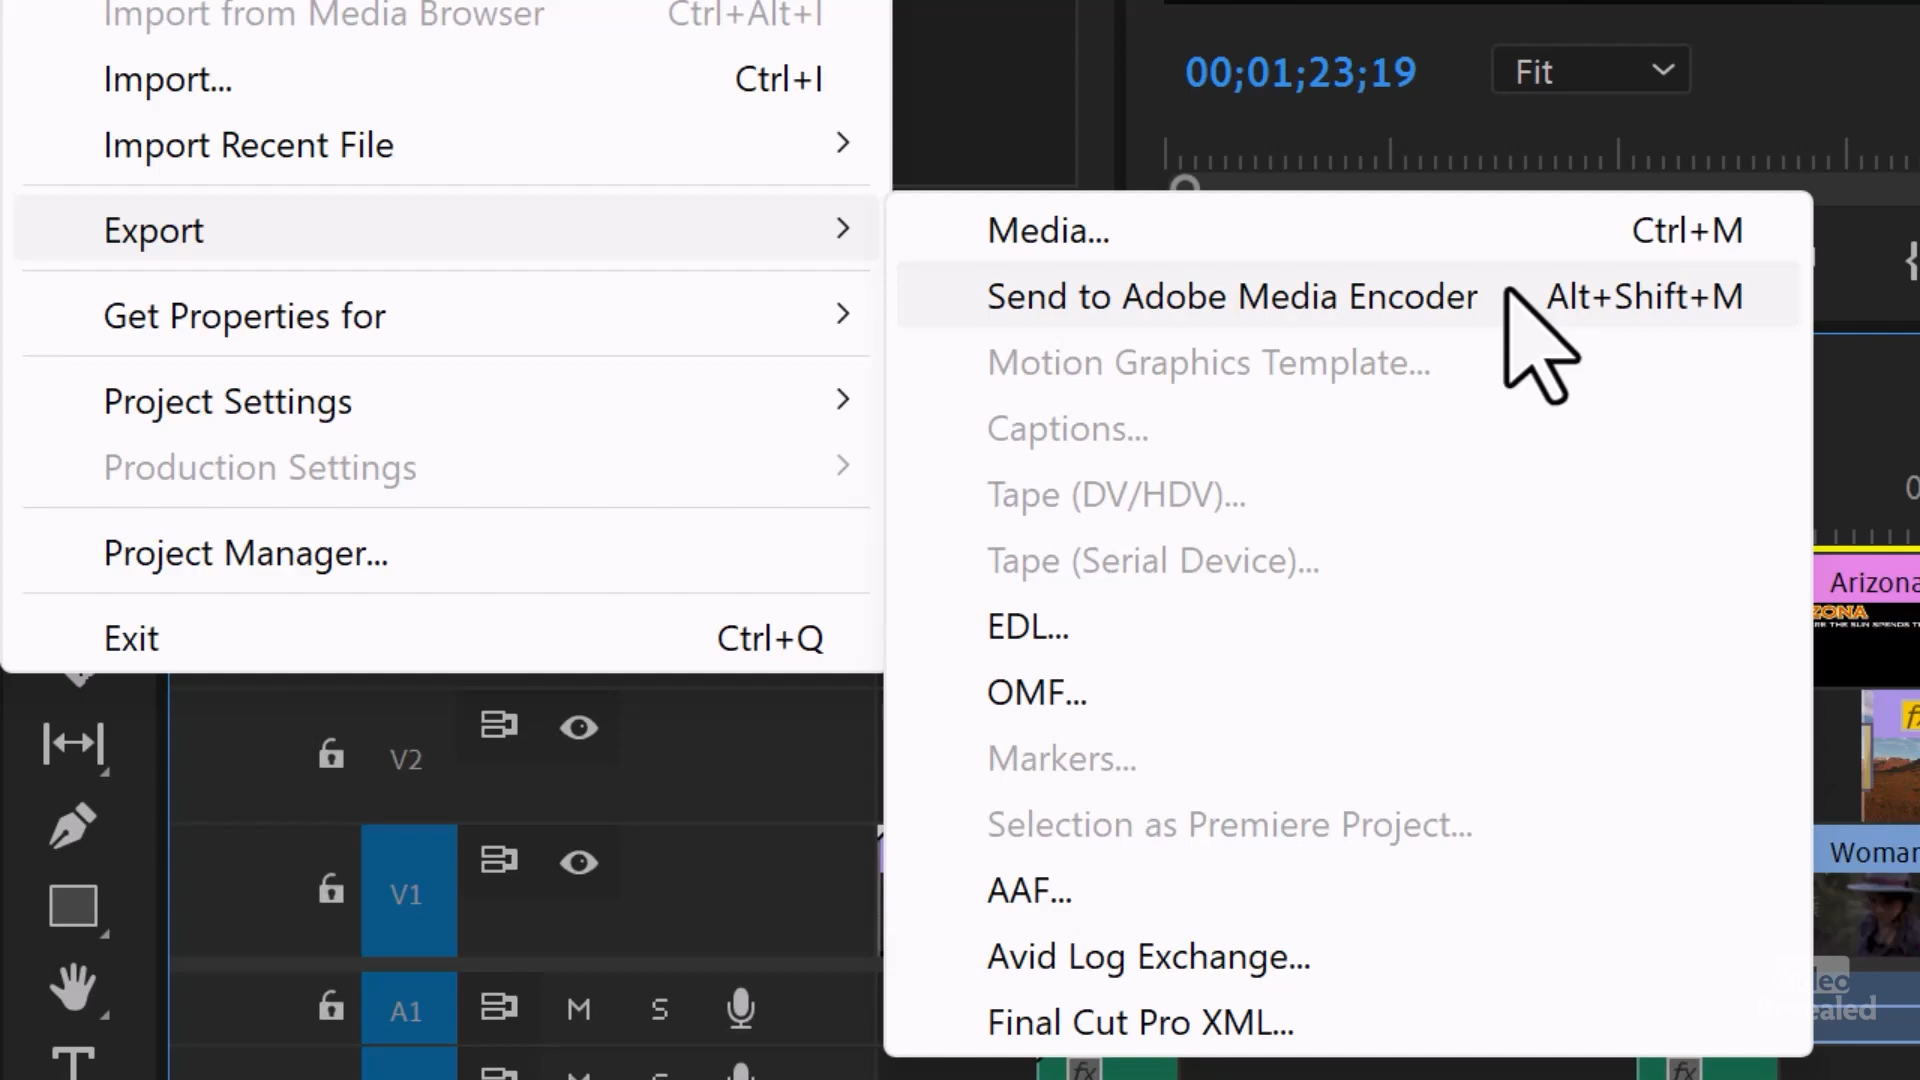 Import from Media Browser Ctrl+Alt+I
Import... Ctrl+I
Import Recent File
Export
Get Properties for
Project Settings
Production Settings
Project Manager...
Exit Ctrl+Q
00;01;23;19 Fit
Media... Ctrl+M
Send to Adobe Media Encoder Alt+Shift+M
Motion Graphics Template...
Captions...
Tape (DV/HDV)...
Tape (Serial Device)...
EDL...
OMF...
Markers...
Selection as Premiere Project...
AAF...
Avid Log Exchange...
Final Cut Pro XML...
V2
V1
A1 M S
fx fx
Arizona